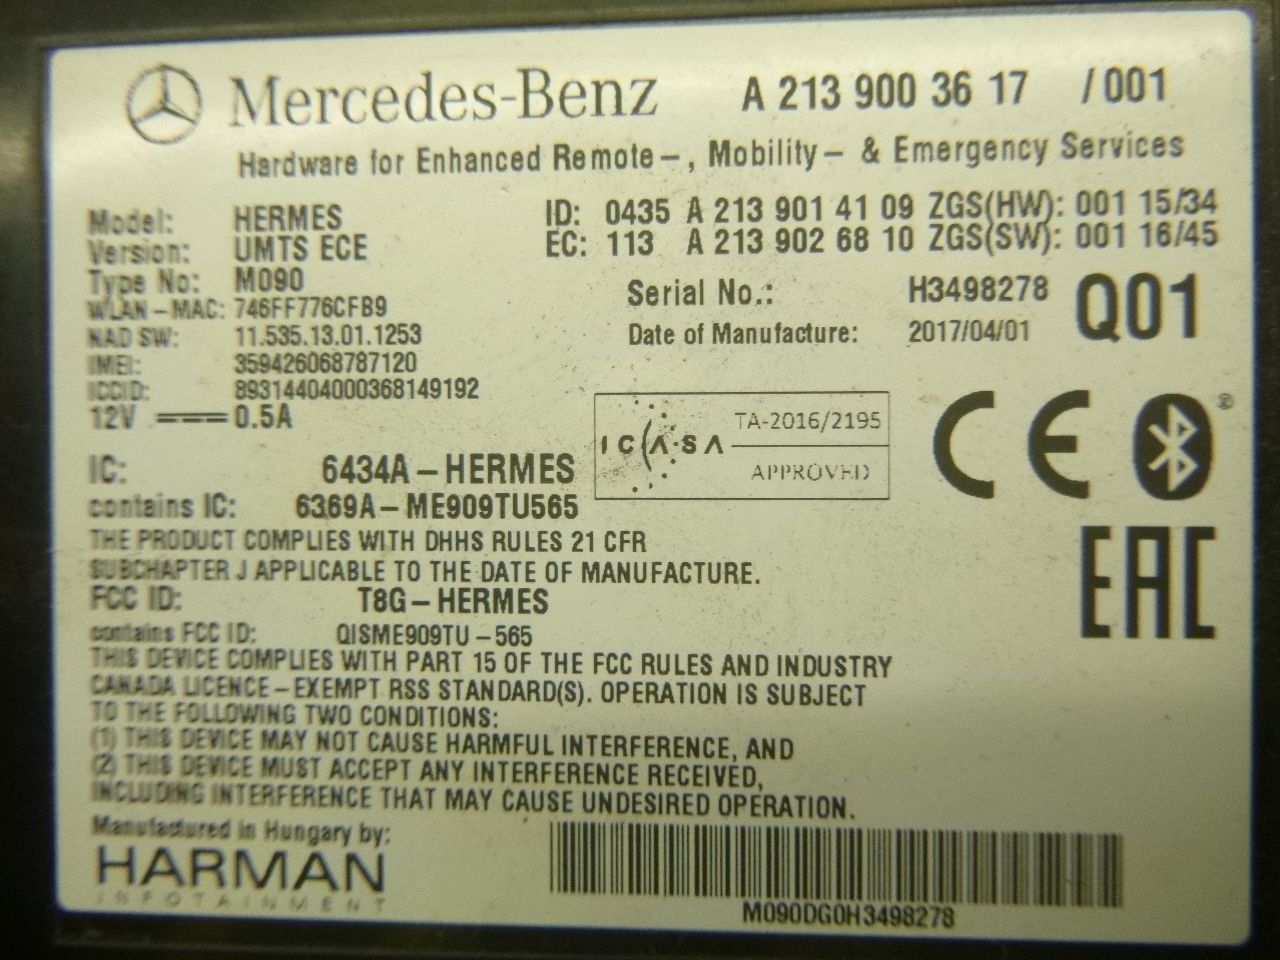 Mercedes-Benz A 213 900 36 17 /001
Hardware for Enhanced Remote-, Mobility- & Emergency Services
Model: HERMES ID: 0435 A 213 901 41 09 ZGS(HW): 001 15/34
Version: UMTS ECE EC: 113 A 213 902 68 10 ZGS(SW): 001 16/45
Type No: M090
WLAN-MAC: 746FF776CFB9 Serial No.: H3498278 Q01
NAD SW: 11.535.13.01.1253 Date of Manufacture: 2017/04/01
IMEI: 359426068787120
ICCID: 89314404000368149192
12V 0.5A
ICASA TA-2016/2195
APPROVED
CE
®
IC: 6434A-HERMES
contains IC: 6369A-ME909TU565
THE PRODUCT COMPLIES WITH DHHS RULES 21 CFR
SUBCHAPTER J APPLICABLE TO THE DATE OF MANUFACTURE.
EAC
FCC ID: T8G-HERMES
contains FCC ID: QISME909TU-565
THIS DEVICE COMPLIES WITH PART 15 OF THE FCC RULES AND INDUSTRY
CANADA LICENCE-EXEMPT RSS STANDARD(S). OPERATION IS SUBJECT
TO THE FOLLOWING TWO CONDITIONS:
(1) THIS DEVICE MAY NOT CAUSE HARMFUL INTERFERENCE, AND
(2) THIS DEVICE MUST ACCEPT ANY INTERFERENCE RECEIVED,
INCLUDING INTERFERENCE THAT MAY CAUSE UNDESIRED OPERATION.
Manufactured in Hungary by:
HARMAN
INFOTAINMENT
M090DG0H3498278